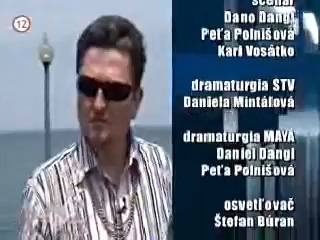 12
scenár
Dano Dangl
Peťa Polnišová
Karl Vosátko
dramaturgia STV
Daniela Mintálová
dramaturgia MAYA
Daniel Dangl
Peťa Polnišová
osvetľovač
Štefan Búran